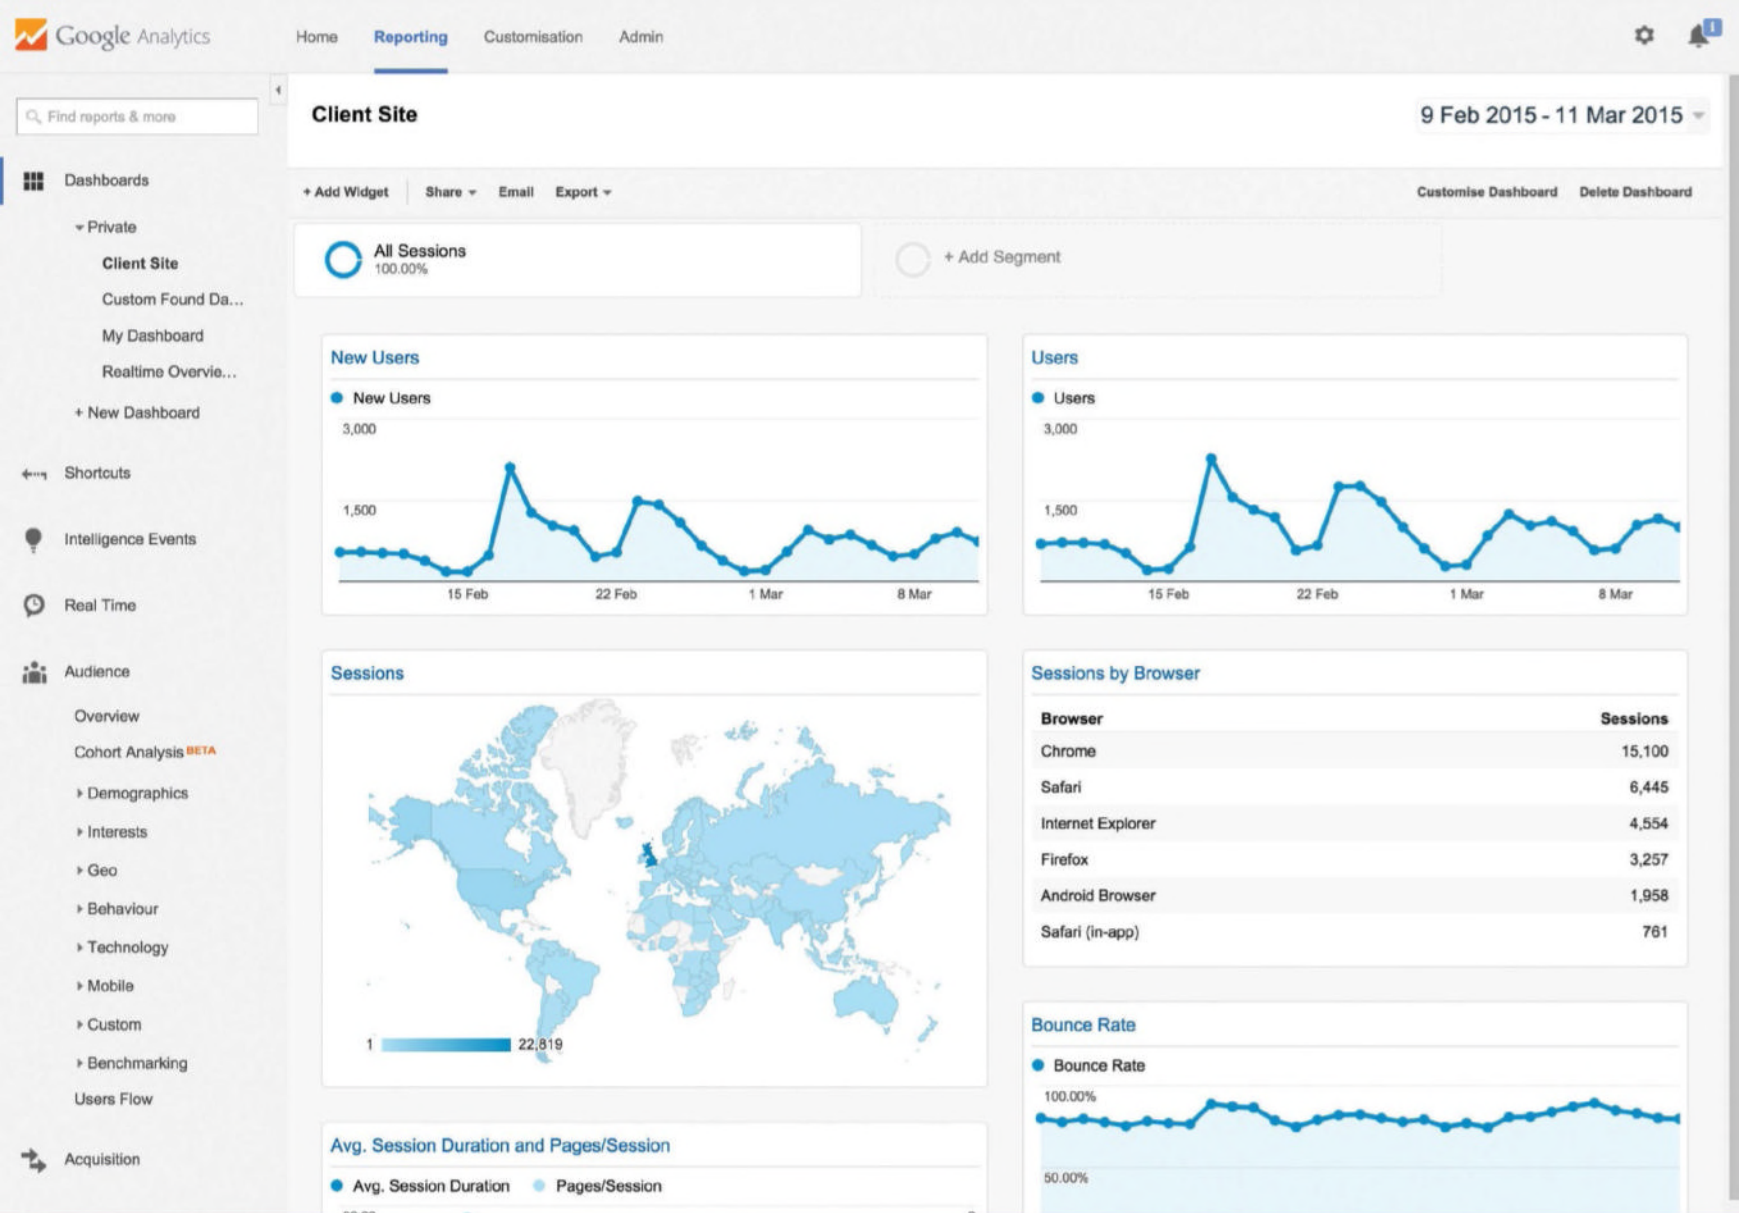 Google Analytics
Home Reporting Customisation Admin
1
Find reports & more
Client Site
9 Feb 2015 - 11 Mar 2015
Dashboards
Private
Client Site
Custom Found Da...
My Dashboard
Realtime Overvie...
+ New Dashboard
Shortcuts
Intelligence Events
Real Time
Audience
Overview
Cohort Analysis BETA
Demographics
Interests
Geo
Behaviour
Technology
Mobile
Custom
Benchmarking
Users Flow
Acquisition
+ Add Widget Share Email Export
Customise Dashboard Delete Dashboard
All Sessions
100.00%
+ Add Segment
New Users
New Users
3,000
1,500
15 Feb 22 Feb 1 Mar 8 Mar
Users
Users
3,000
1,500
15 Feb 22 Feb 1 Mar 8 Mar
Sessions
1 22,819
Sessions by Browser
Browser Sessions
Chrome 15,100
Safari 6,445
Internet Explorer 4,554
Firefox 3,257
Android Browser 1,958
Safari (in-app) 761
Bounce Rate
Bounce Rate
100.00%
50.00%
Avg. Session Duration and Pages/Session
Avg. Session Duration Pages/Session